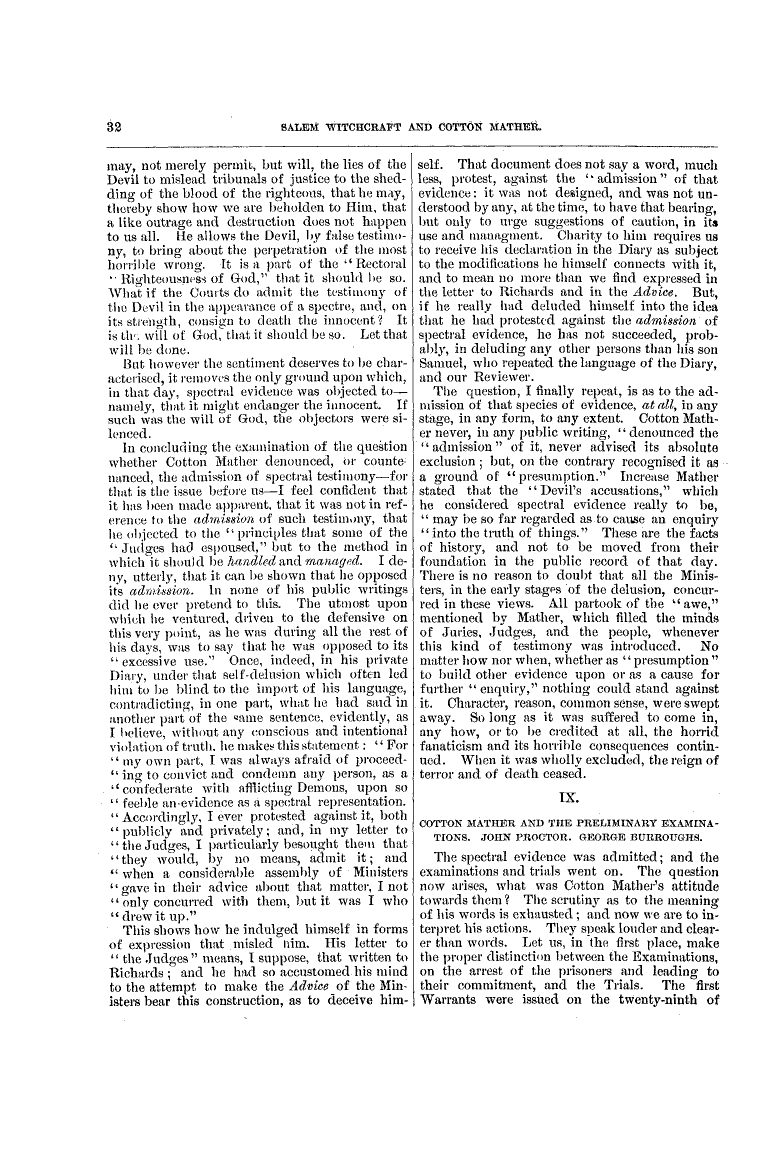 32
SALEM WITCHCRAFT AND COTTON MATHER.
may, not merely permit, but will, the lies of the
Devil to mislead tribunals of justice to the shed-
ding of the blood of the righteous, that he may,
thereby show how we are beholden to Him, that
a like outrage and destruction does not happen
to us all. He allows the Devil, by false testimo-
ny, to bring about the perpetration of the most
horrible wrong. It is a part of the “Rectoral
“Righteousness of God,” that it should be so.
What if the Courts do admit the testimony of
the Devil in the appearance of a spectre, and, on
its strength, consign to death the innocent? It
is the will of God, that it should be so. Let that
will be done.
But however the sentiment deserves to be char-
acterised, it removes the only ground upon which,
in that day, spectral evidence was objected to—
namely, that it might endanger the innocent. If
such was the will of God, the objectors were si-
lenced.
In concluding the examination of the question
whether Cotton Mather denounced, or counte-
nanced, the admission of spectral testimony—for
that is the issue before us—I feel confident that
it has been made apparent, that it was not in ref-
erence to the admission of such testimony, that
he objected to the “principles that some of the
“Judges had espoused,” but to the method in
which it should be handled and managed. I de-
ny, utterly, that it can be shown that he opposed
its admission. In none of his public writings
did he ever pretend to this. The utmost upon
which he ventured, driven to the defensive on
this very point, as he was during all the rest of
his days, was to say that he was opposed to its
“excessive use.” Once, indeed, in his private
Diary, under that self-delusion which often led
him to be blind to the import of his language,
contradicting, in one part, what he had said in
another part of the same sentence, evidently, as
I believe, without any conscious and intentional
violation of truth, he makes this statement: “For
“my own part, I was always afraid of proceed-
“ing to convict and condemn any person, as a
“confederate with afflicting Demons, upon so
“feeble an evidence as a spectral representation.
“Accordingly, I ever protested against it, both
“publicly and privately; and, in my letter to
“the Judges, I particularly besought them that
“they would, by no means, admit it; and
“when a considerable assembly of Ministers
“gave in their advice about that matter, I not
“only concurred with them, but it was I who
“drew it up.”
This shows how he indulged himself in forms
of expression that misled him. His letter to
“the Judges” means, I suppose, that written to
Richards; and he had so accustomed his mind
to the attempt to make the Advice of the Min-
isters bear this construction, as to deceive him-
self. That document does not say a word, much
less, protest, against the “admission” of that
evidence: it was not designed, and was not un-
derstood by any, at the time, to have that bearing,
but only to urge suggestions of caution, in its
use and managment. Charity to him requires us
to receive his declaration in the Diary as subject
to the modifications he himself connects with it,
and to mean no more than we find expressed in
the letter to Richards and in the Advice. But,
if he really had deluded himself into the idea
that he had protested against the admission of
spectral evidence, he has not succeeded, prob-
ably, in deluding any other persons than his son
Samuel, who repeated the language of the Diary,
and our Reviewer.
The question, I finally repeat, is as to the ad-
mission of that species of evidence, at all, in any
stage, in any form, to any extent. Cotton Math-
er never, in any public writing, “denounced the
“admission” of it, never advised its absolute
exclusion; but, on the contrary recognised it as
a ground of “presumption.” Increase Mather
stated that the “Devil's accusations,” which
he considered spectral evidence really to be,
“may be so far regarded as to cause an enquiry
“into the truth of things.” These are the facts
of history, and not to be moved from their
foundation in the public record of that day.
There is no reason to doubt that all the Minis-
ters, in the early stages of the delusion, concur-
red in these views. All partook of the “awe,”
mentioned by Mather, which filled the minds
of Juries, Judges, and the people, whenever
this kind of testimony was introduced. No
matter how nor when, whether as “presumption”
to build other evidence upon or as a cause for
further “enquiry,” nothing could stand against
it. Character, reason, common sense, were swept
away. So long as it was suffered to come in,
any how, or to be credited at all, the horrid
fanaticism and its horrible consequences contin-
ued. When it was wholly excluded, the reign of
terror and of death ceased.
IX.
COTTON MATHER AND THE PRELIMINARY EXAMINA-
TIONS. JOHN PROCTOR. GEORGE BURROUGHS.
The spectral evidence was admitted; and the
examinations and trials went on. The question
now arises, what was Cotton Mather's attitude
towards them? The scrutiny as to the meaning
of his words is exhausted; and now we are to in-
terpret his actions. They speak louder and clear-
er than words. Let us, in the first place, make
the proper distinction between the Examinations,
on the arrest of the prisoners and leading to
their commitment, and the Trials. The first
Warrants were issued on the twenty-ninth of